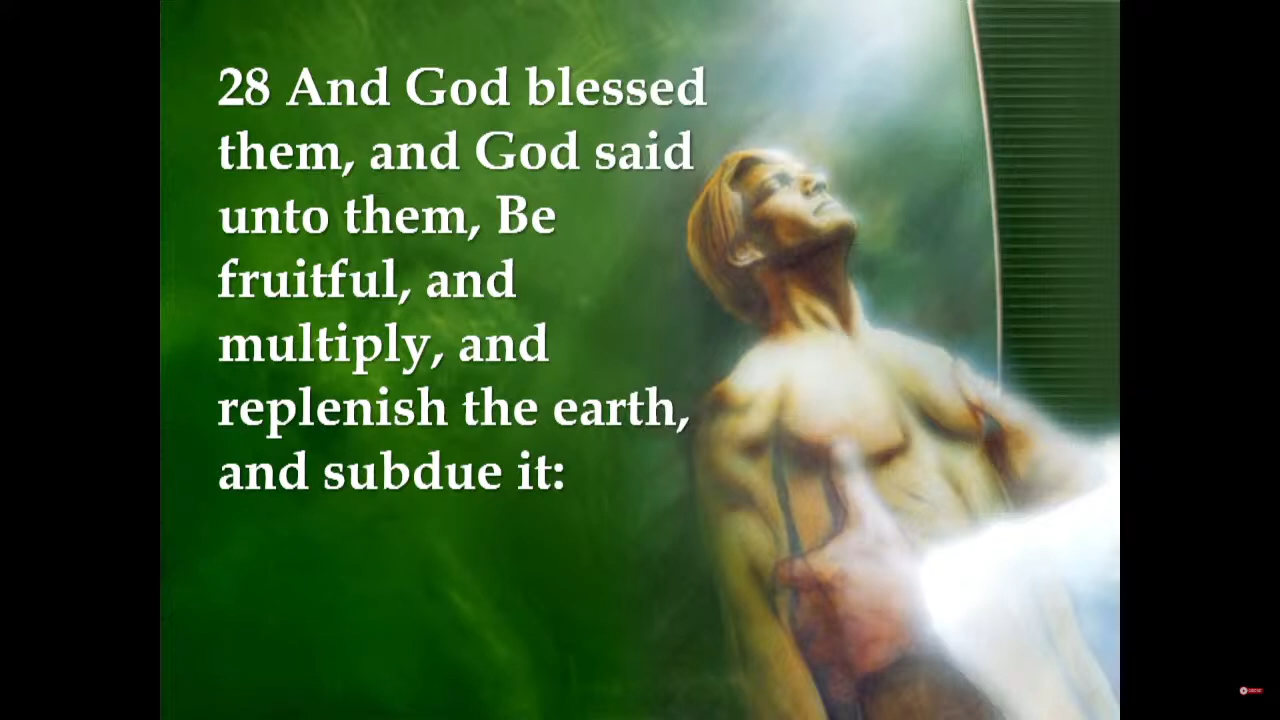 28 And God blessed
them, and God said
unto them, Be
fruitful, and
multiply, and
replenish the earth,
and subdue it: